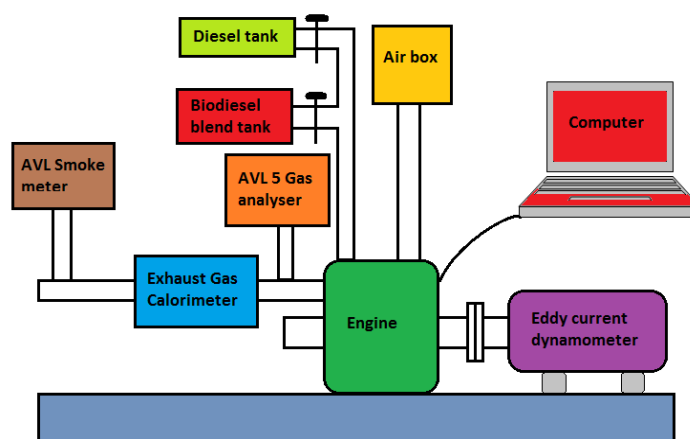 Diesel tank
Air box
Biodiesel
blend tank
Computer
AVL Smoke
meter
AVL 5 Gas
analyser
Exhaust Gas
Calorimeter
Engine
Eddy current
dynamometer